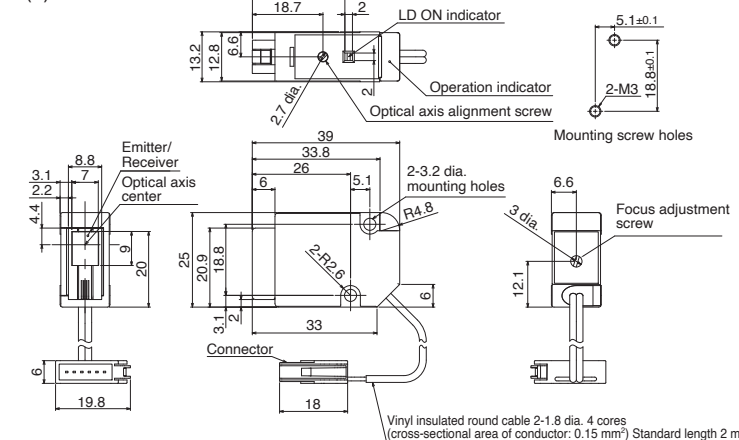 18.7
2
LD ON indicator
13.2
12.8
6.6
2.7 dia.
2
Operation indicator
Optical axis alignment screw
5.1±0.1
18.8±0.1
2-M3
Mounting screw holes
Emitter/
Receiver
Optical axis
center
8.8
3.1
7
2.2
4.4
9
20
39
33.8
26
6
5.1
2-3.2 dia.
mounting holes
R4.8
25
20.9
18.8
2-R2.6
3.1
2
6
33
6.6
3 dia.
Focus adjustment
screw
12.1
Connector
6
19.8
18
Vinyl insulated round cable 2-1.8 dia. 4 cores
(cross-sectional area of conductor: 0.15 mm²) Standard length 2 m